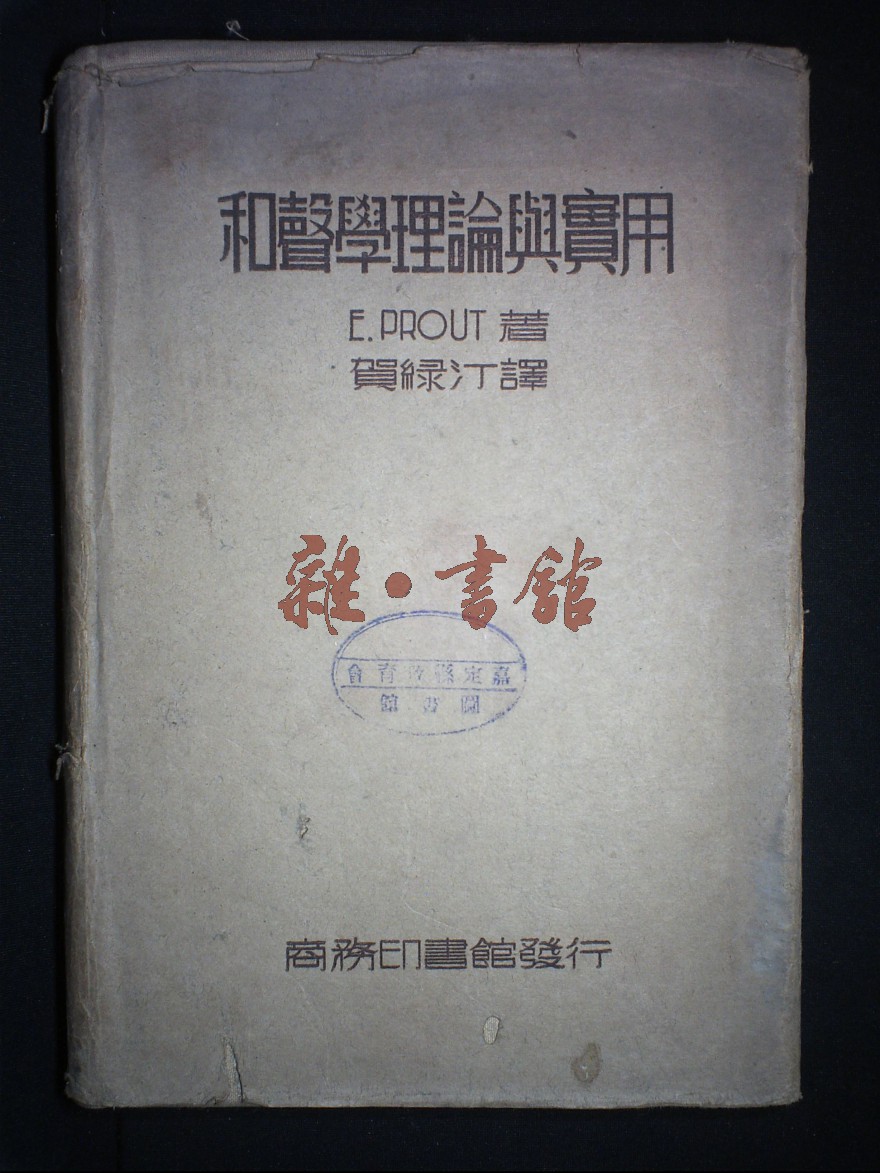 和聲學理論與實用
E. PROUT 著
賀綠汀譯
雜·書館
會育敎縣定嘉
館書圖
商務印書館發行